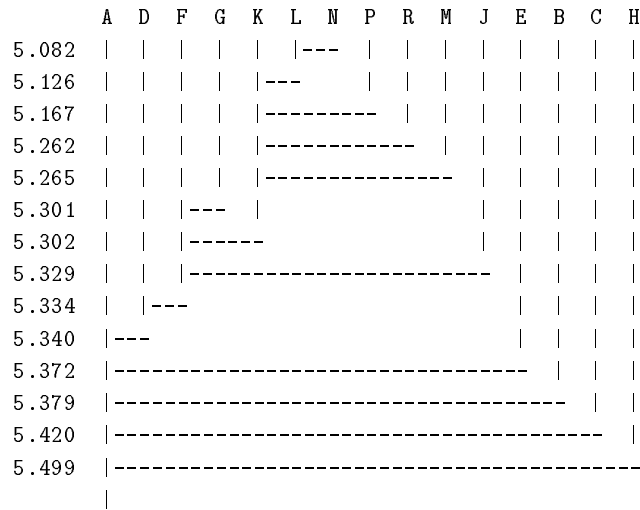 A D F G K L N P R M J E B C H
5.082 | | | | | |--- | | | | | | | |
5.126 | | | | |--- | | | | | | | |
5.167 | | | | |--------- | | | | | | |
5.262 | | | | |------------ | | | | | |
5.265 | | | | |--------------- | | | | |
5.301 | | |--- | | | | | |
5.302 | | |------ | | | | |
5.329 | | |------------------------ | | | |
5.334 | |--- | | | |
5.340 |--- | | | |
5.372 |--------------------------------- | | |
5.379 |------------------------------------ | |
5.420 |--------------------------------------- |
5.499 |------------------------------------------
|